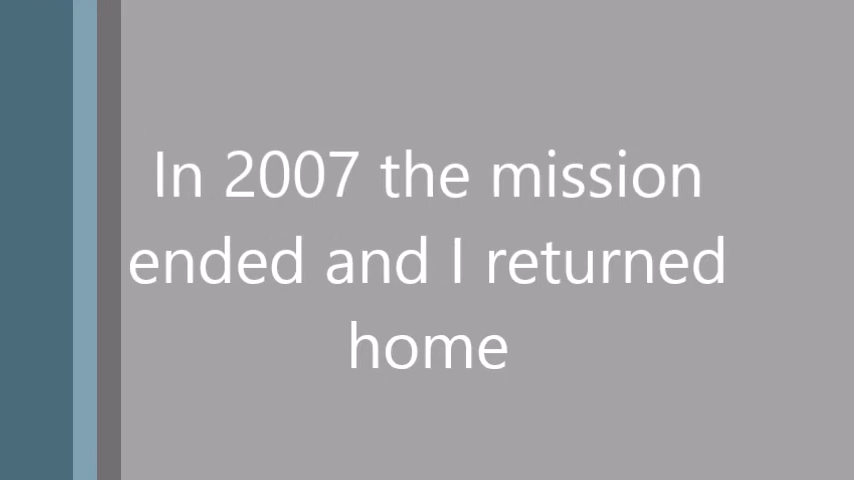 In 2007 the mission
ended and I returned
home